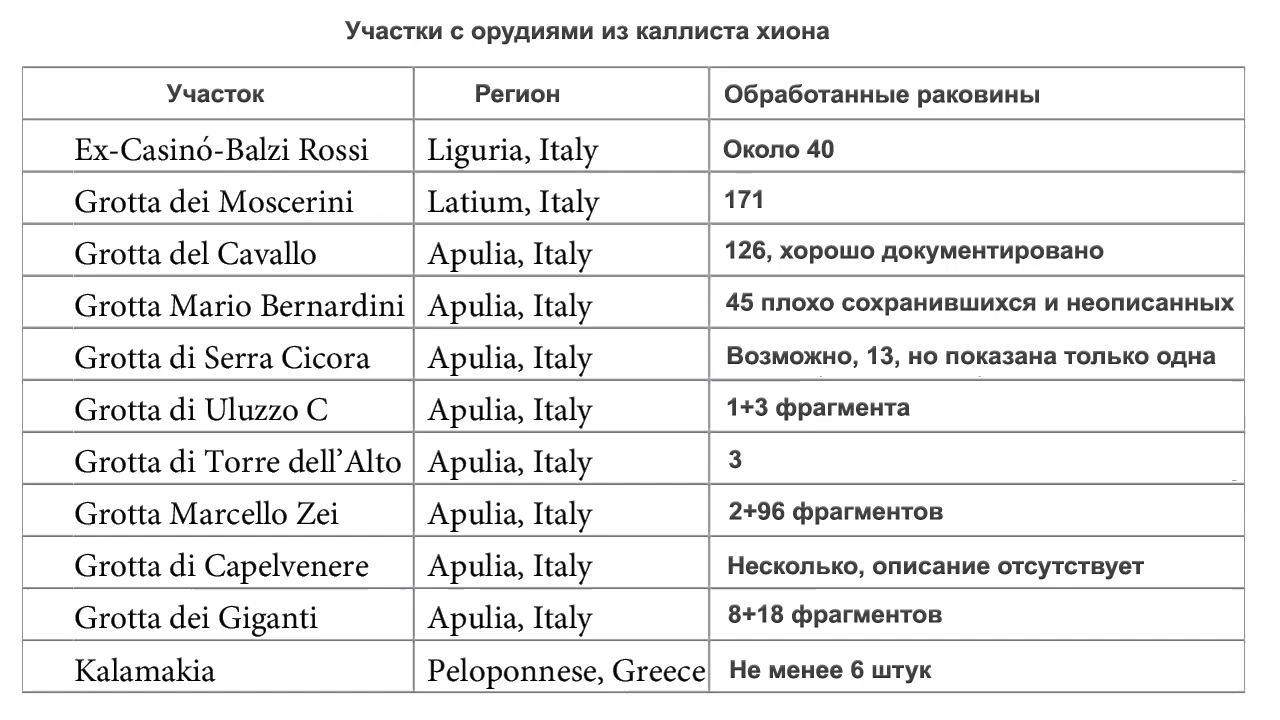 Участки с орудиями из каллиста хиона
Участок Регион Обработанные раковины
Ex-Casinó-Balzi Rossi Liguria, Italy Около 40
Grotta dei Moscerini Latium, Italy 171
Grotta del Cavallo Apulia, Italy 126, хорошо документировано
Grotta Mario Bernardini Apulia, Italy 45 плохо сохранившихся и неописанных
Grotta di Serra Cicora Apulia, Italy Возможно, 13, но показана только одна
Grotta di Uluzzo C Apulia, Italy 1+3 фрагмента
Grotta di Torre dell’Alto Apulia, Italy 3
Grotta Marcello Zei Apulia, Italy 2+96 фрагментов
Grotta di Capelvenere Apulia, Italy Несколько, описание отсутствует
Grotta dei Giganti Apulia, Italy 8+18 фрагментов
Kalamakia Peloponnese, Greece Не менее 6 штук